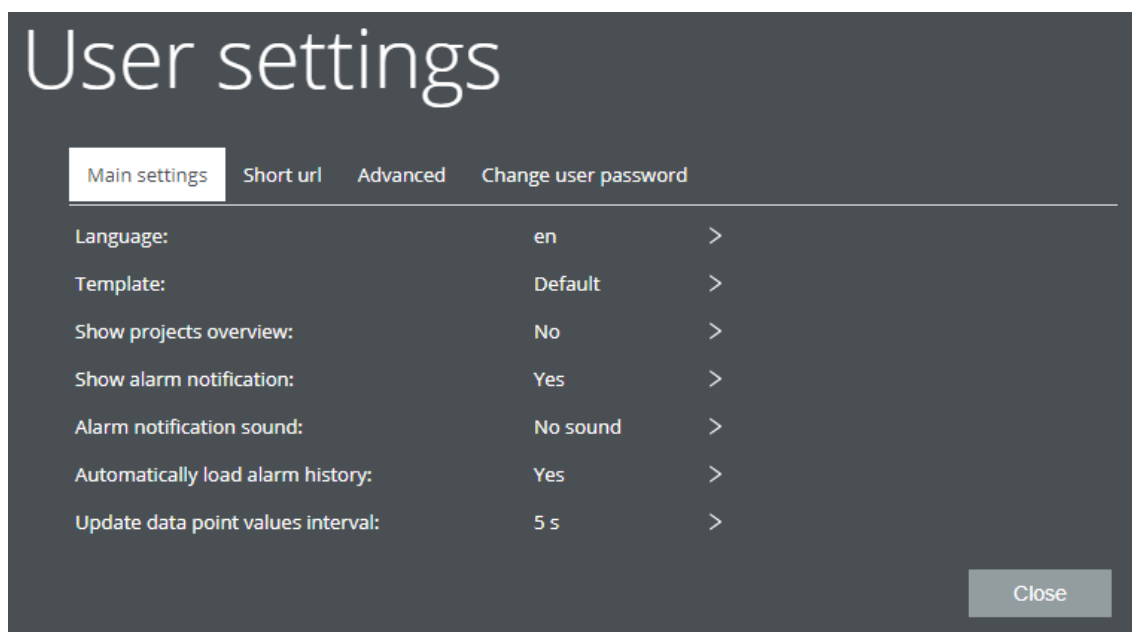 User settings
Main settings Short url Advanced Change user password
Language: en >
Template: Default >
Show projects overview: No >
Show alarm notification: Yes >
Alarm notification sound: No sound >
Automatically load alarm history: Yes >
Update data point values interval: 5 s >
Close